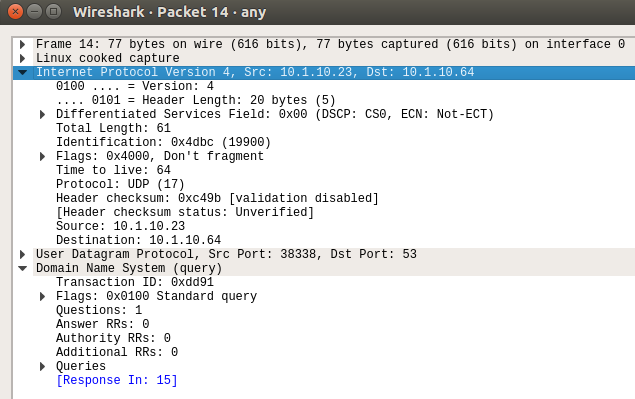 Wireshark · Packet 14 · any
Frame 14: 77 bytes on wire (616 bits), 77 bytes captured (616 bits) on interface 0
Linux cooked capture
Internet Protocol Version 4, Src: 10.1.10.23, Dst: 10.1.10.64
0100 .... = Version: 4
.... 0101 = Header Length: 20 bytes (5)
Differentiated Services Field: 0x00 (DSCP: CS0, ECN: Not-ECT)
Total Length: 61
Identification: 0x4dbc (19900)
Flags: 0x4000, Don't fragment
Time to live: 64
Protocol: UDP (17)
Header checksum: 0xc49b [validation disabled]
[Header checksum status: Unverified]
Source: 10.1.10.23
Destination: 10.1.10.64
User Datagram Protocol, Src Port: 38338, Dst Port: 53
Domain Name System (query)
Transaction ID: 0xdd91
Flags: 0x0100 Standard query
Questions: 1
Answer RRs: 0
Authority RRs: 0
Additional RRs: 0
Queries
[Response In: 15]